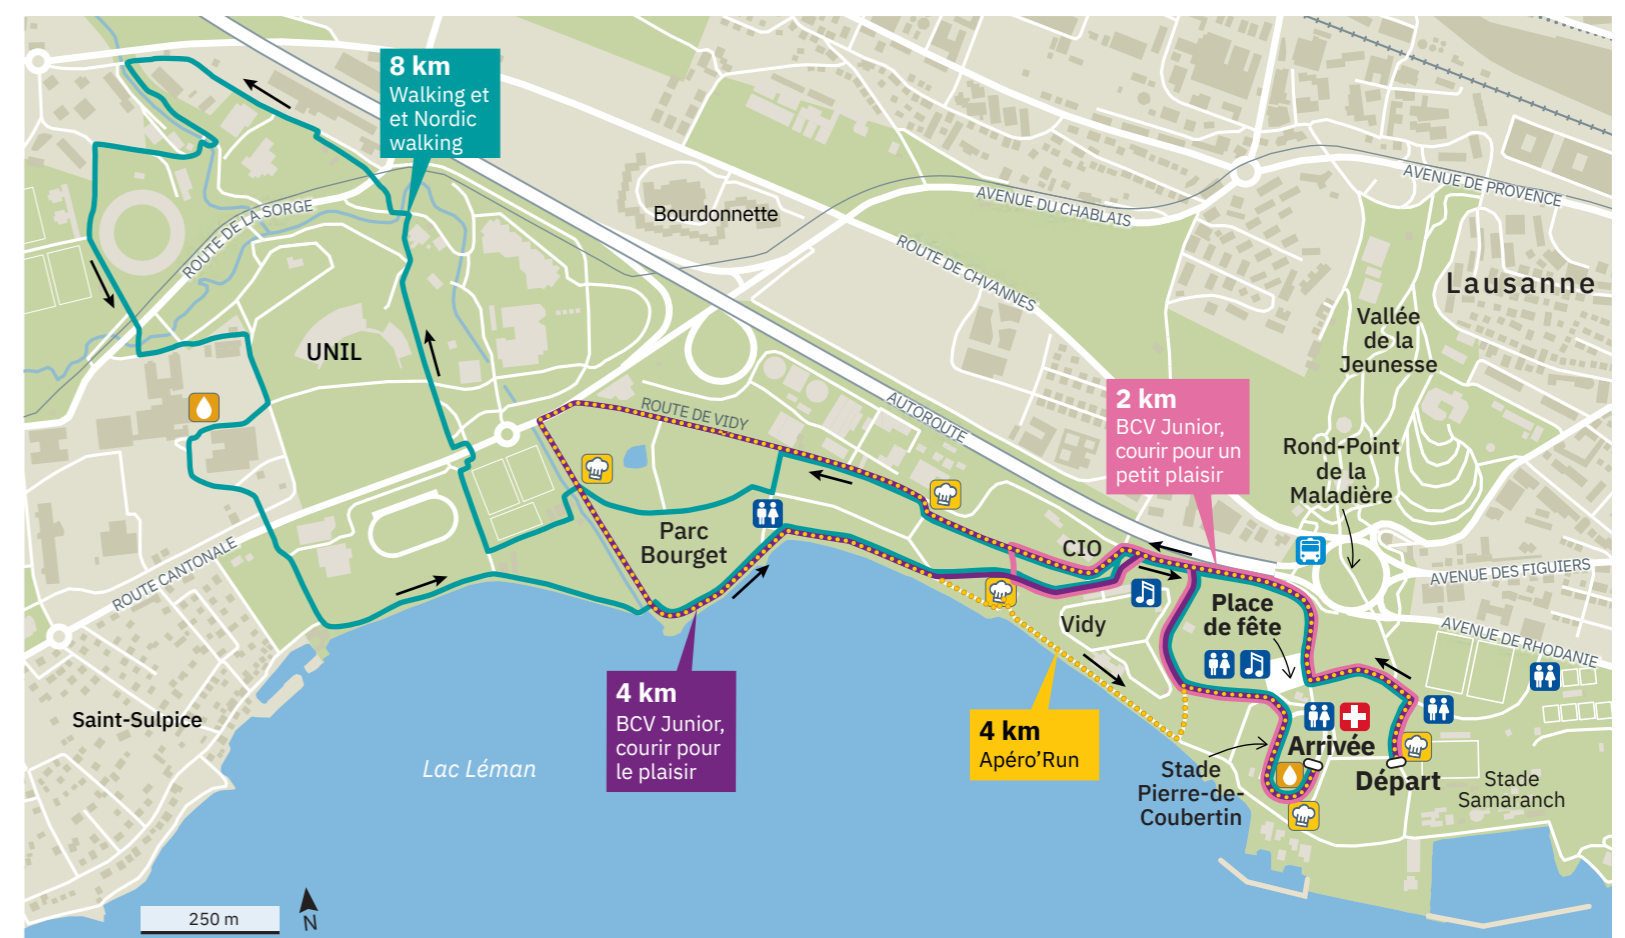 8 km
Walking et
et Nordic
walking
Bourdonnette
AVENUE DU CHABLAIS
AVENUE DE PROVENCE
ROUTE DE LA SORGE
ROUTE DE CHVANNES
Lausanne
Vallée
de la
Jeunesse
UNIL
ROUTE DE VIDY
AUTOROUTE
2 km
BCV Junior,
courir pour un
petit plaisir
Rond-Point
de la
Maladière
Parc
Bourget
CIO
ROUTE CANTONALE
AVENUE DES FIGUIERS
Place
de fête
Vidy
AVENUE DE RHODANIE
4 km
BCV Junior,
courir pour
le plaisir
4 km
Apéro'Run
Saint-Sulpice
Lac Léman
Arrivée
Départ
Stade
Pierre-de-
Coubertin
Stade
Samaranch
250 m
N